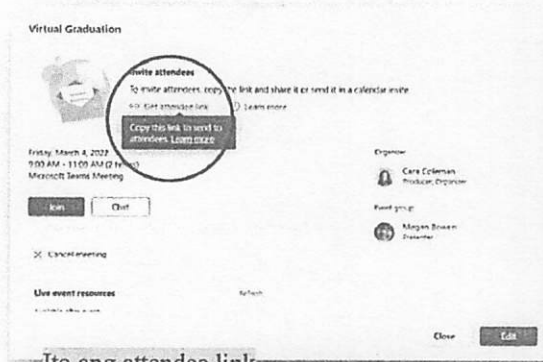 Virtual Graduation
Invite attendees
To invite attendees, copy the link and share it or send it in a calendar invite
Get attendee link Learn more
Copy this link to send to
attendees. Learn more
Friday, March 4, 2022
9:00 AM - 11:00 AM (2
Microsoft Teams Meeting
Join Chat
Cancel meeting
Live event resources Refresh
Organizer
Cara Coleman
Producer, Organizer
Event group
Megan Bowen
Presenter
Close Edit
Ito ang attendee link